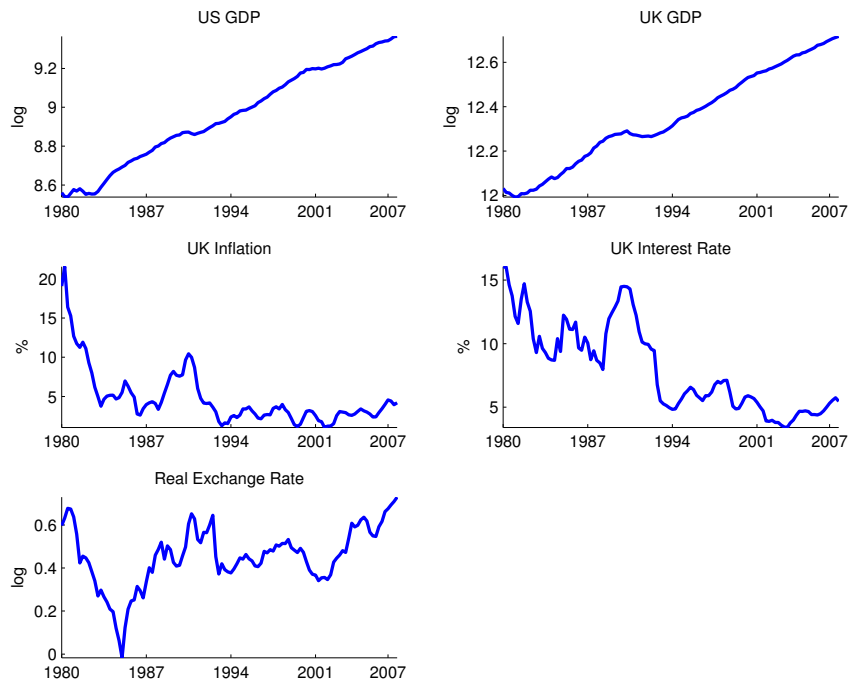 US GDP
9.2
9
8.8
8.6
log
1980 1987 1994 2001 2007
UK GDP
12.6
12.4
12.2
12
log
1980 1987 1994 2001 2007
UK Inflation
20
15
10
5
%
1980 1987 1994 2001 2007
UK Interest Rate
15
10
5
%
1980 1987 1994 2001 2007
Real Exchange Rate
0.6
0.4
0.2
0
log
1980 1987 1994 2001 2007